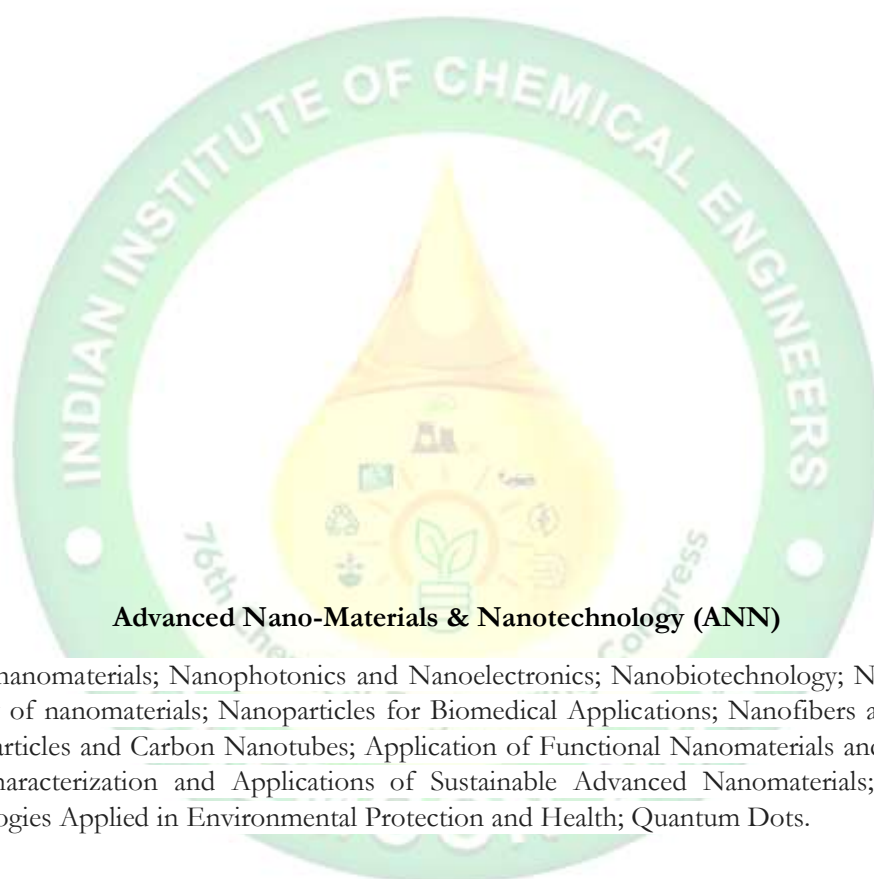 INDIAN INSTITUTE OF CHEMICAL ENGINEERS
76th
Congress
Advanced Nano-Materials & Nanotechnology (ANN)
nanomaterials; Nanophotonics and Nanoelectronics; Nanobiotechnology; N
of nanomaterials; Nanoparticles for Biomedical Applications; Nanofibers a
articles and Carbon Nanotubes; Application of Functional Nanomaterials and
haracterization and Applications of Sustainable Advanced Nanomaterials;
ogies Applied in Environmental Protection and Health; Quantum Dots.